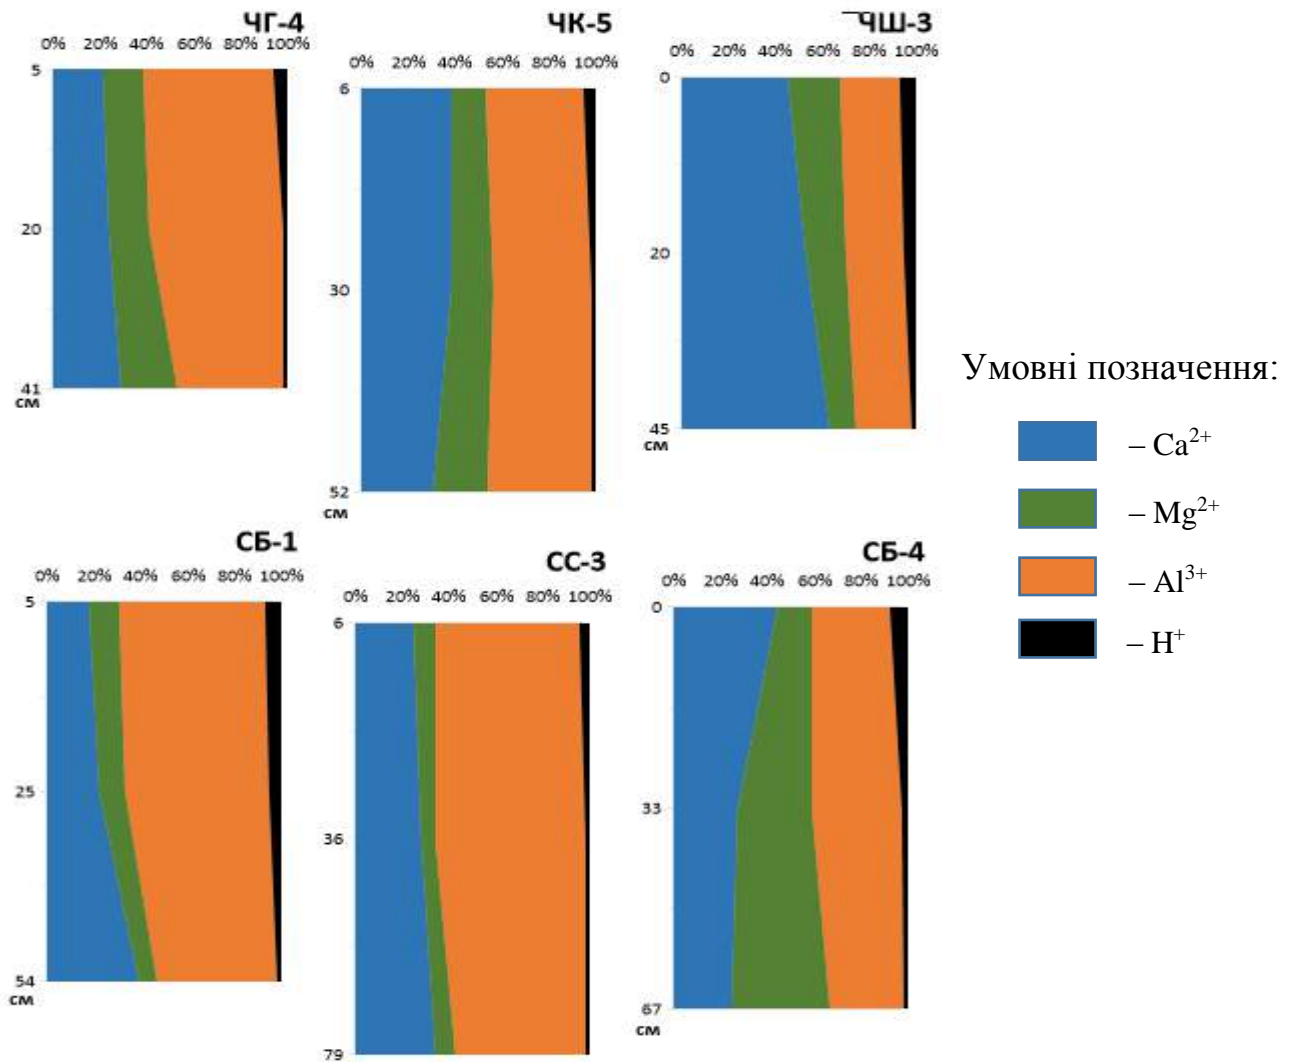 ЧГ-4
0% 20% 40% 60% 80% 100%
5
20
41
см
ЧК-5
0% 20% 40% 60% 80% 100%
6
30
52
см
ЧШ-3
0% 20% 40% 60% 80% 100%
0
20
45
см
Умовні позначення:
– Ca²⁺
– Mg²⁺
– Al³⁺
– H⁺
СБ-1
0% 20% 40% 60% 80% 100%
5
25
54
см
СС-3
0% 20% 40% 60% 80% 100%
6
36
79
СБ-4
0% 20% 40% 60% 80% 100%
0
33
67
см